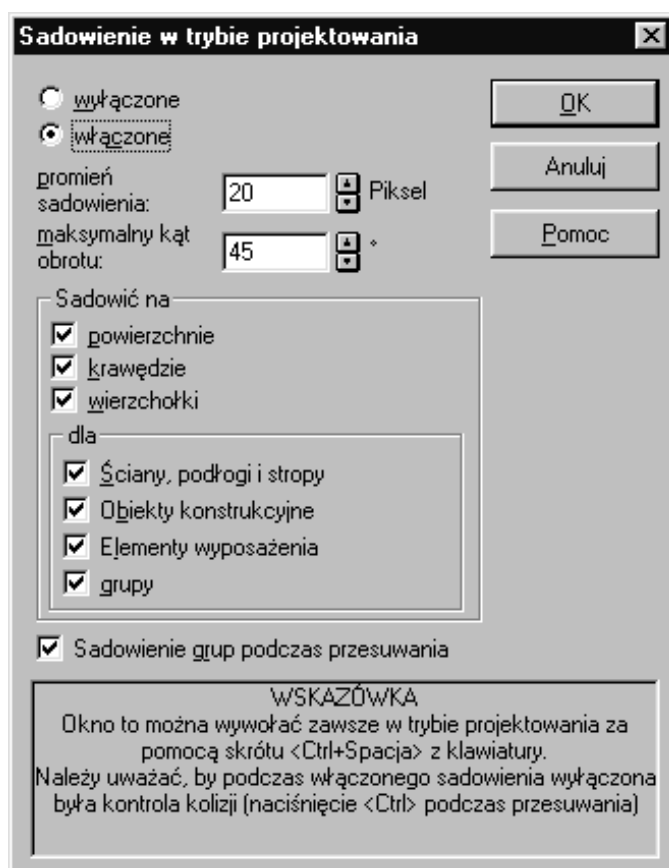 Sadowienie w trybie projektowania
wyłączone
włączone
OK
Anuluj
Pomoc
promień
sadowienia:
20
Piksel
maksymalny kąt
obrotu:
45
°
Sadowić na
powierzchnie
krawędzie
wierzchołki
dla
Ściany, podłogi i stropy
Obiekty konstrukcyjne
Elementy wyposażenia
grupy
Sadowienie grup podczas przesuwania
WSKAZÓWKA
Okno to można wywołać zawsze w trybie projektowania za
pomocą skrótu <Ctrl+Spacja> z klawiatury.
Należy uważać, by podczas włączonego sadowienia wyłączona
była kontrola kolizji (naciśnięcie <Ctrl> podczas przesuwania)